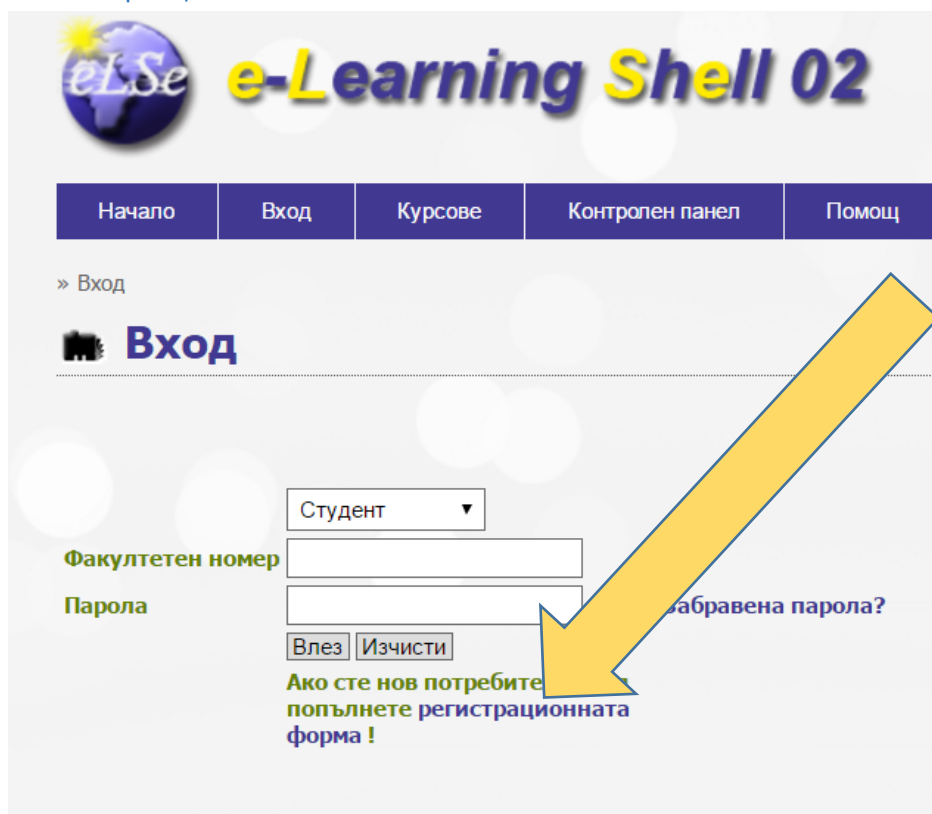 eLSe
e-Learning Shell 02
Начало Вход Курсове Контролен панел Помощ
» Вход
Вход
Студент
Факултетен номер
Парола
парола?
Влез Изчисти
Ако сте нов
попълнете регистрационната
форма !